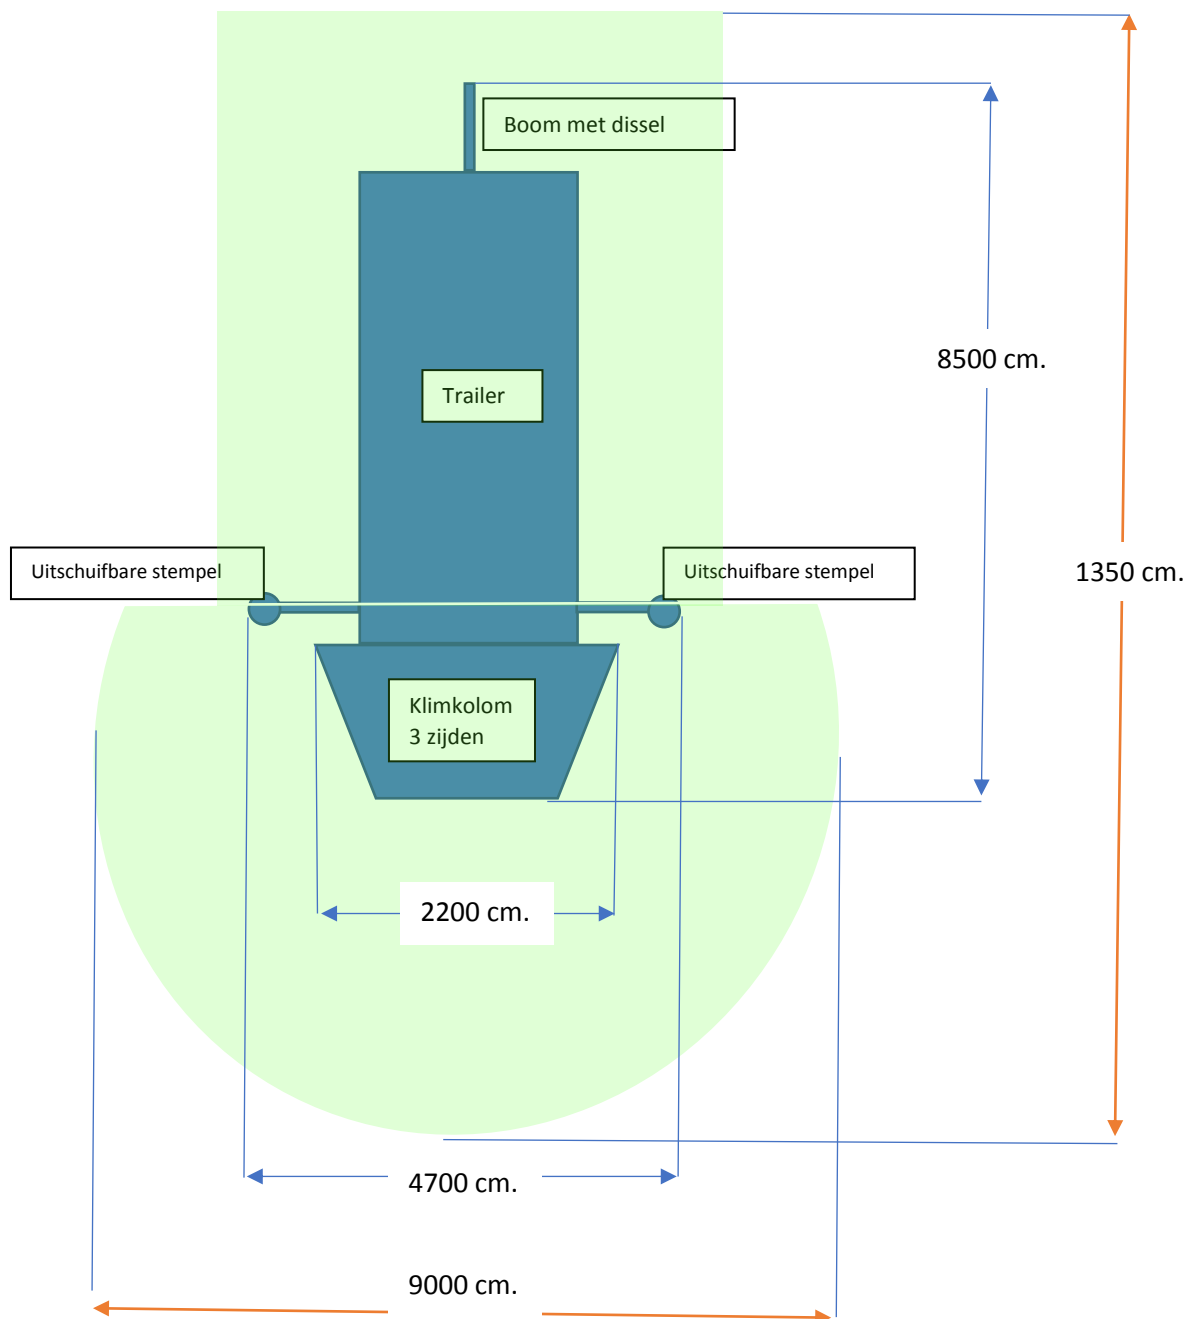 Boom met dissel
8500 cm.
Trailer
Uitschuifbare stempel
Uitschuifbare stempel
1350 cm.
Klimkolom
3 zijden
2200 cm.
4700 cm.
9000 cm.